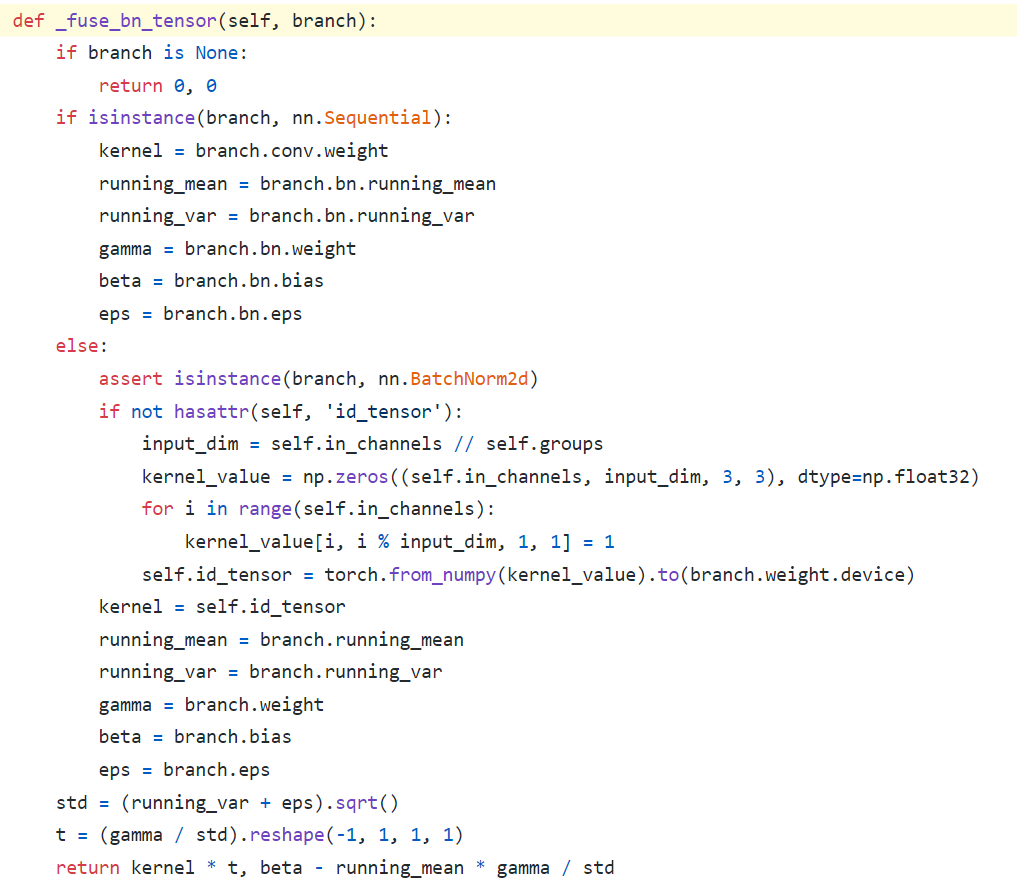 def _fuse_bn_tensor(self, branch):
    if branch is None:
        return 0, 0
    if isinstance(branch, nn.Sequential):
        kernel = branch.conv.weight
        running_mean = branch.bn.running_mean
        running_var = branch.bn.running_var
        gamma = branch.bn.weight
        beta = branch.bn.bias
        eps = branch.bn.eps
    else:
        assert isinstance(branch, nn.BatchNorm2d)
        if not hasattr(self, 'id_tensor'):
            input_dim = self.in_channels // self.groups
            kernel_value = np.zeros((self.in_channels, input_dim, 3, 3), dtype=np.float32)
            for i in range(self.in_channels):
                kernel_value[i, i % input_dim, 1, 1] = 1
            self.id_tensor = torch.from_numpy(kernel_value).to(branch.weight.device)
        kernel = self.id_tensor
        running_mean = branch.running_mean
        running_var = branch.running_var
        gamma = branch.weight
        beta = branch.bias
        eps = branch.eps
    std = (running_var + eps).sqrt()
    t = (gamma / std).reshape(-1, 1, 1, 1)
    return kernel * t, beta - running_mean * gamma / std